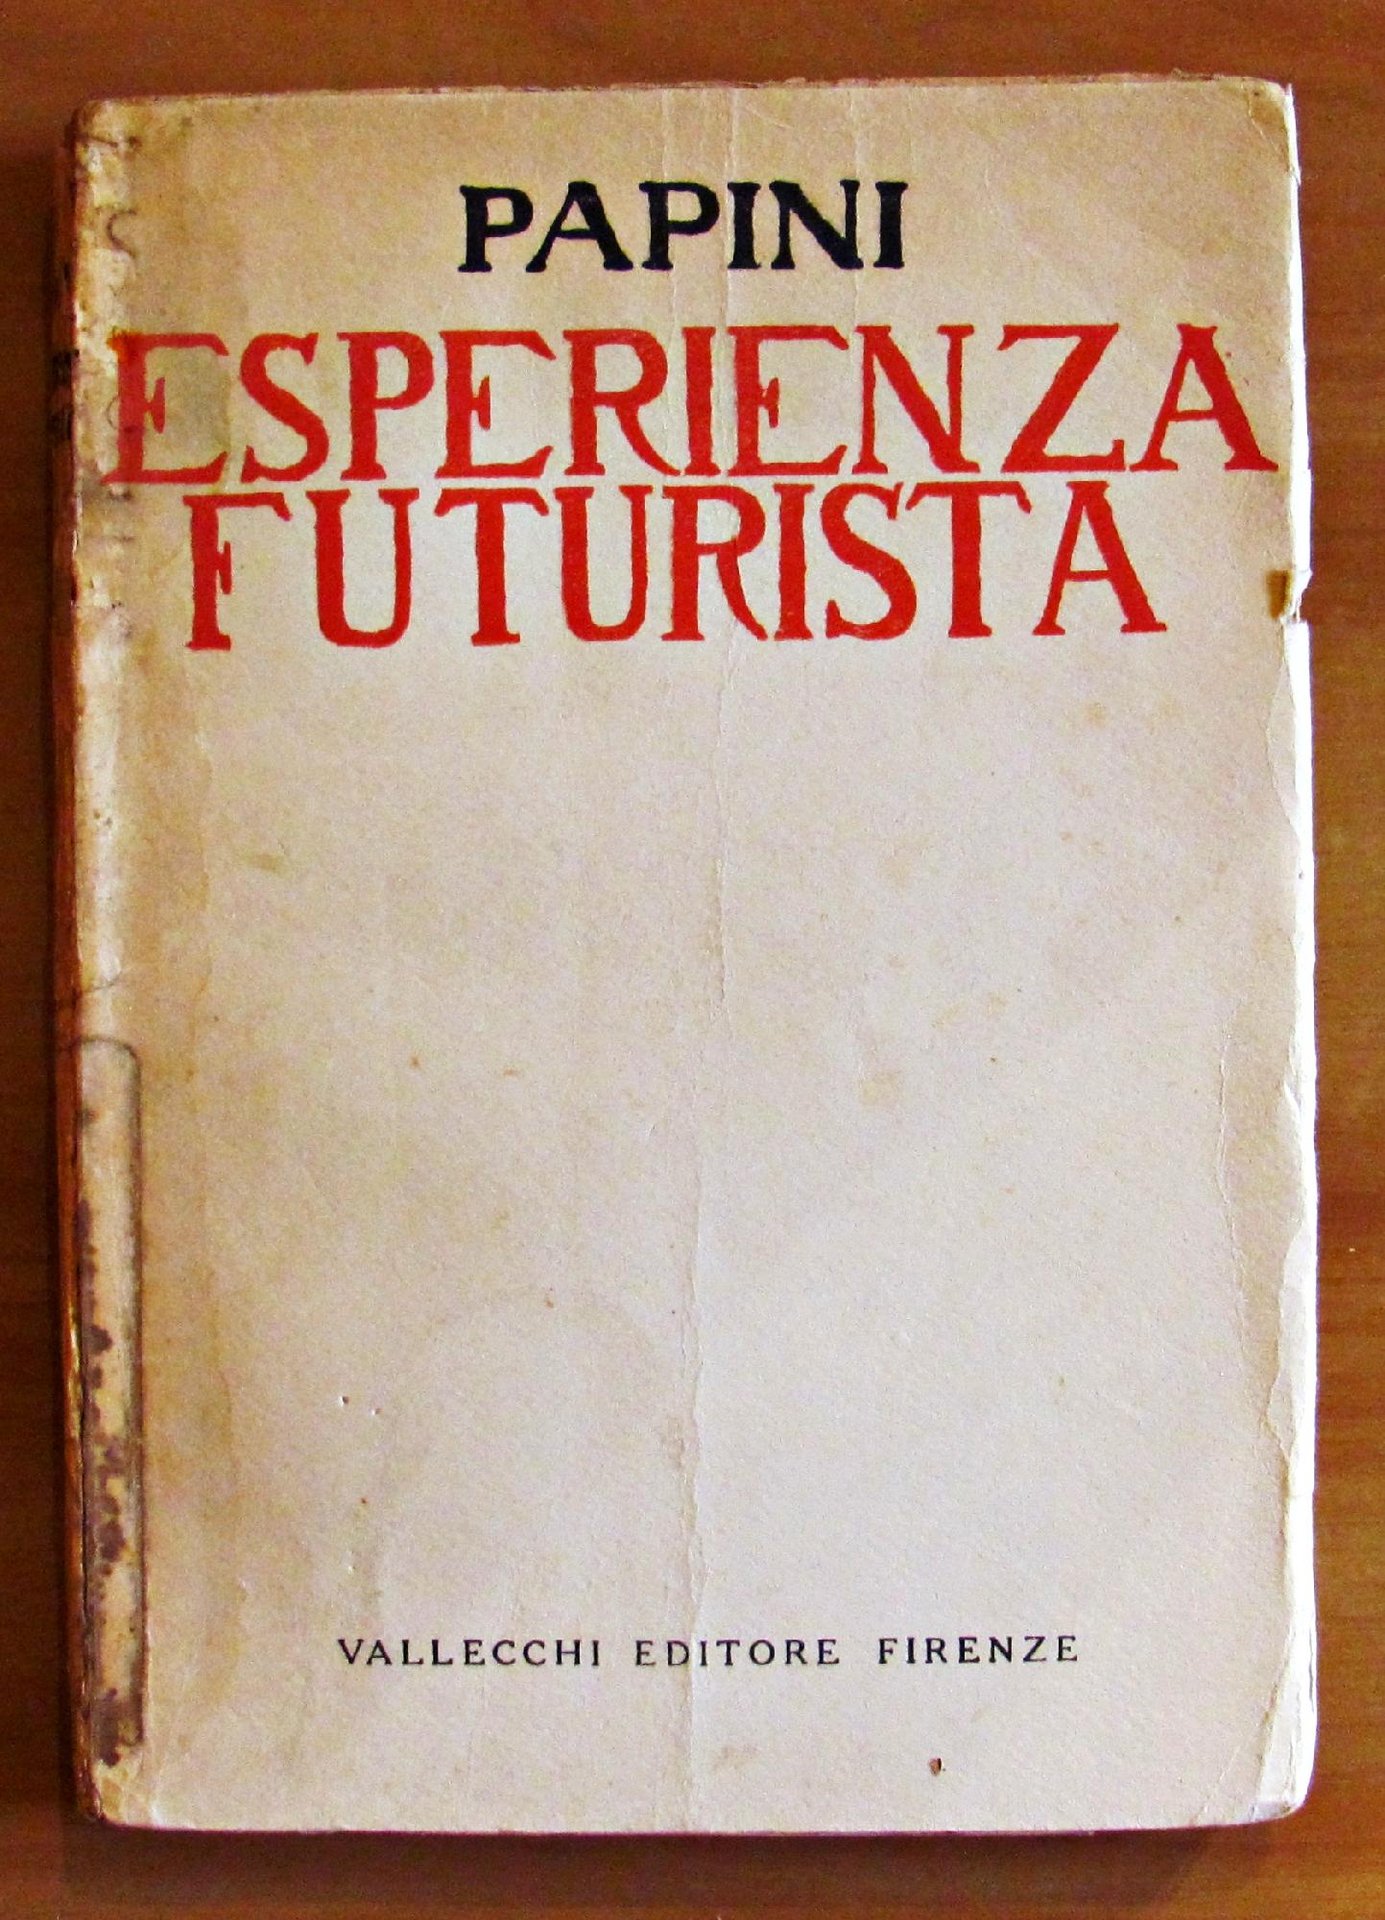 PAPINI
ESPERIENZA
FUTURISTA
VALLECCHI EDITORE FIRENZE